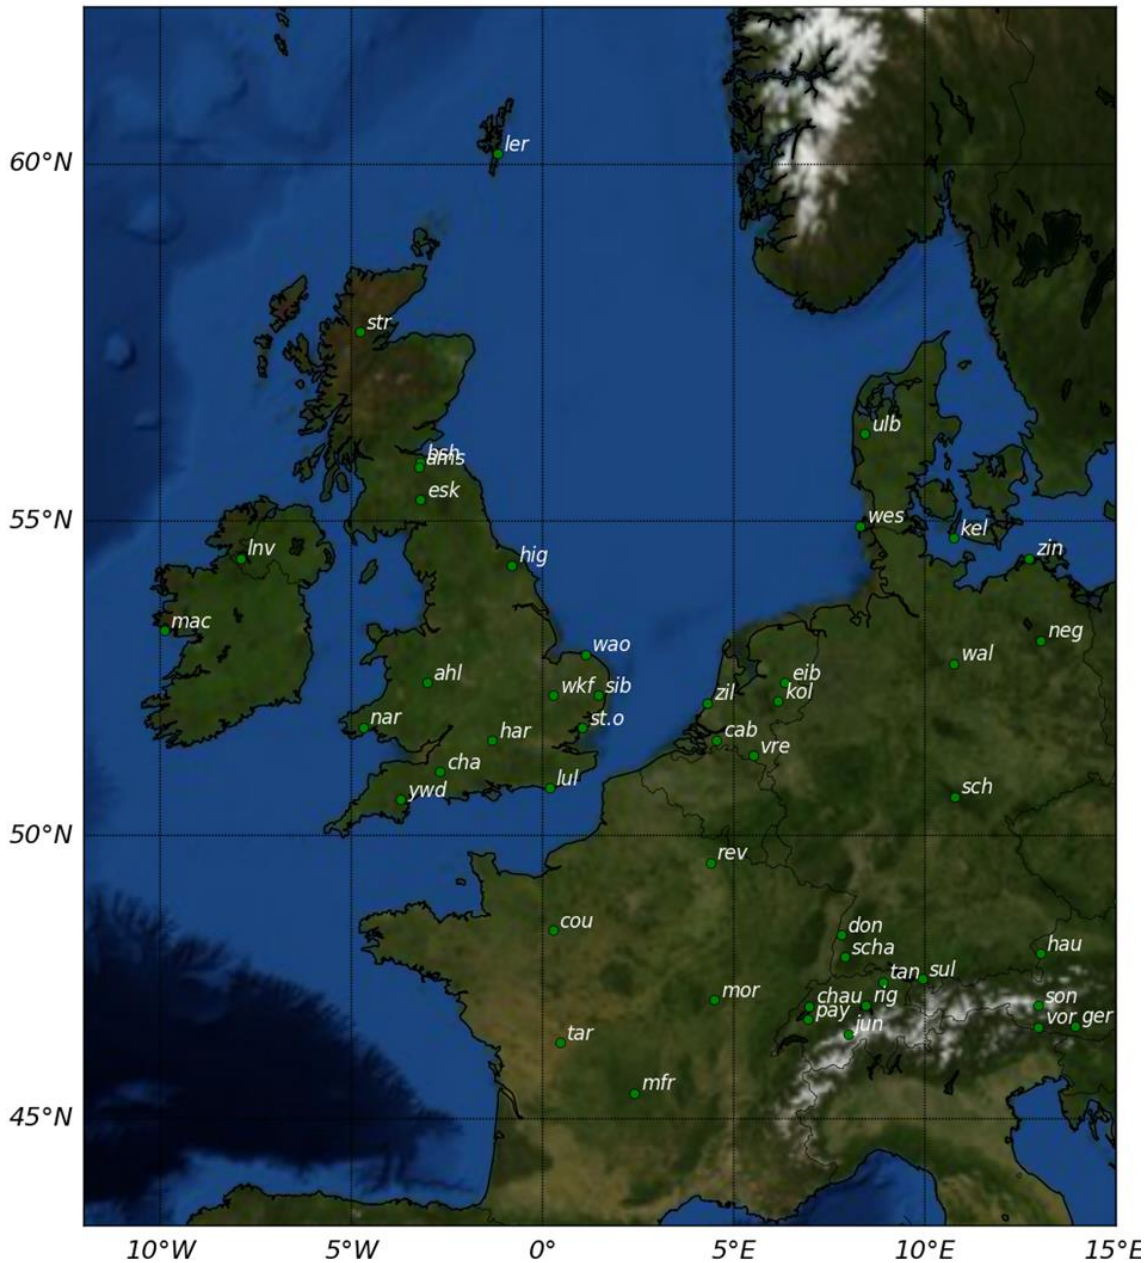 ler
60°N
str
ulb
bsh
ams
esk
55°N
wes
kel
lnv
hig
zin
mac
neg
wao
wal
ahl
wkf
sib
eib
kol
zil
nar
st.o
har
cab
vre
cha
lul
ywd
sch
50°N
rev
cou
don
scha
hau
tan
sul
mor
chau
rig
son
pay
jun
vor
ger
tar
mfr
45°N
10°W
5°W
0°
5°E
10°E
15°E